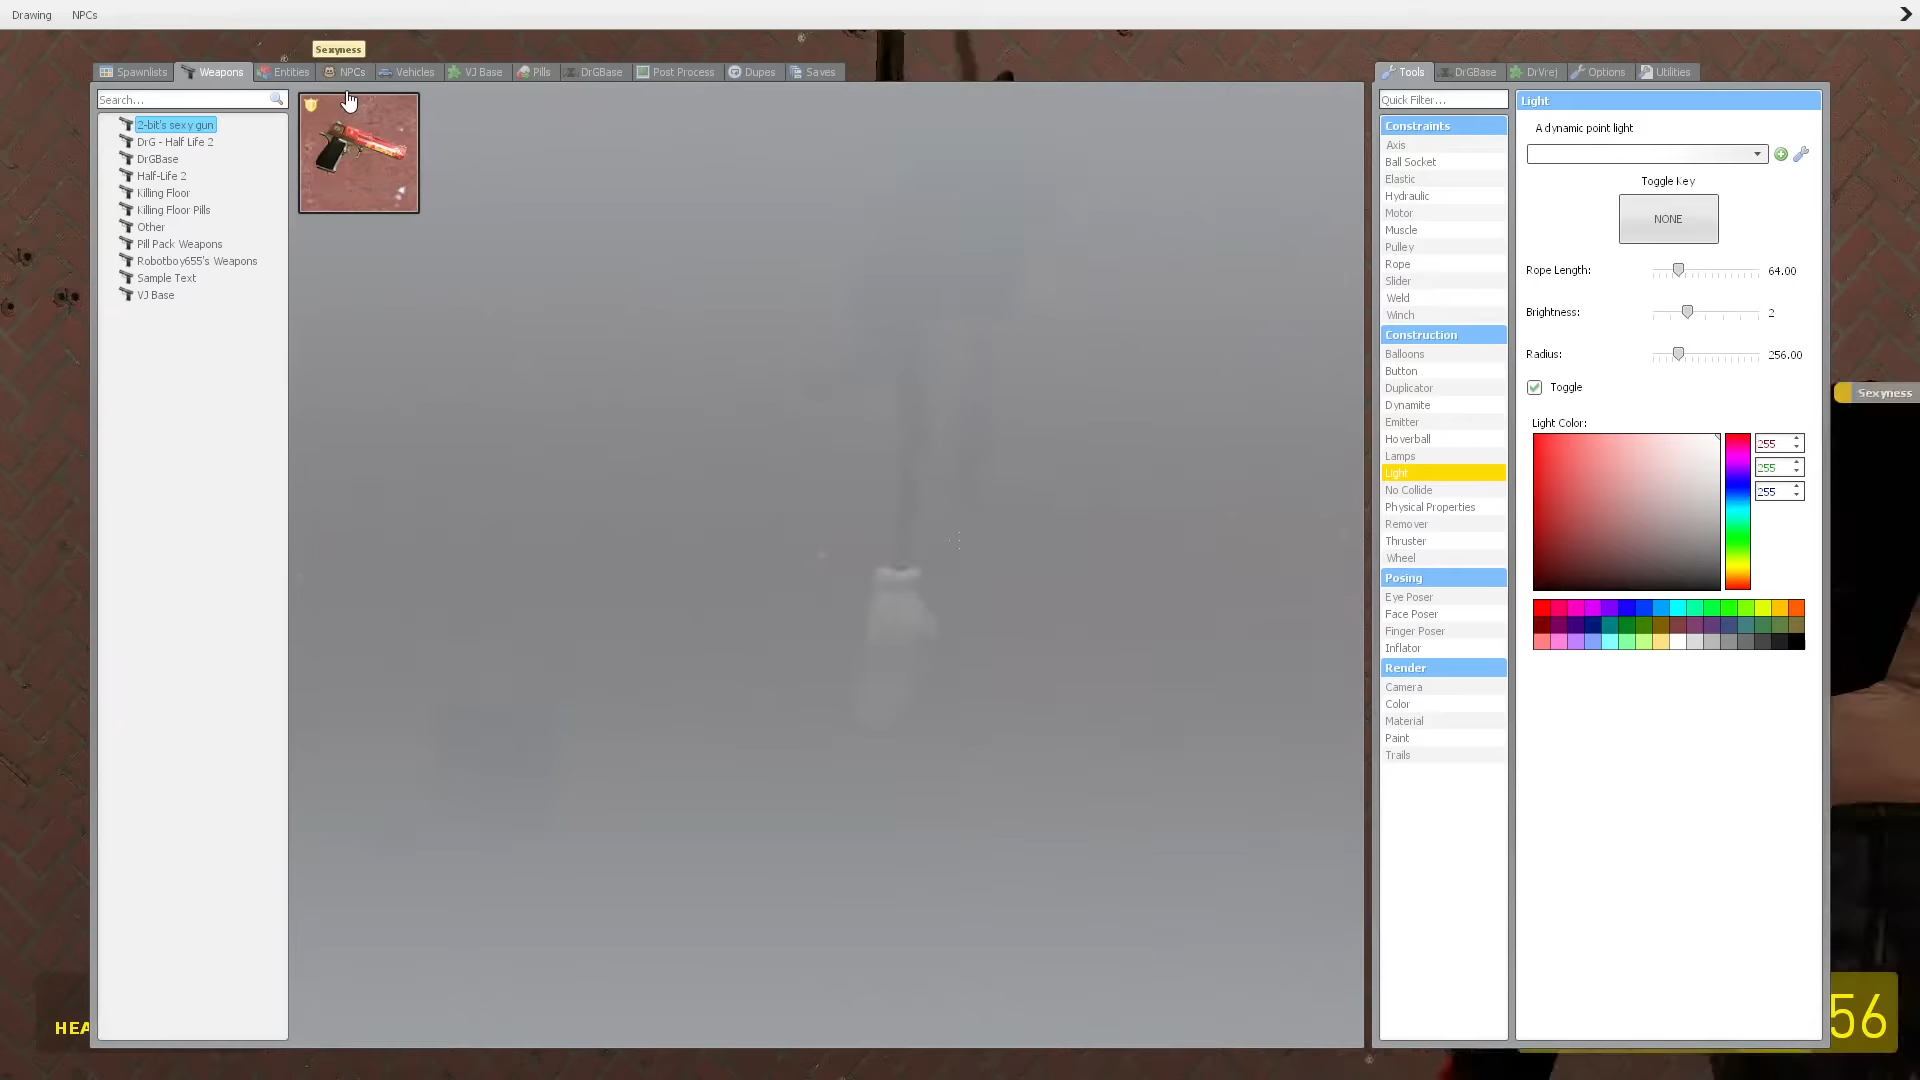 Drawing NPCs
Sexyness
Spawnlists Weapons Entities NPCs Vehicles VJ Base Pills DrGBase Post Process Dupes Saves
Search...
2-bit's sexy gun
DrG - Half Life 2
DrGBase
Half-Life 2
Killing Floor
Killing Floor Pills
Other
Pill Pack Weapons
Robotboy655's Weapons
Sample Text
VJ Base
Tools DrGBase DrVrej Options Utilities
Quick Filter...
Constraints
Axis
Ball Socket
Elastic
Hydraulic
Motor
Muscle
Pulley
Rope
Slider
Weld
Winch
Construction
Balloons
Button
Duplicator
Dynamite
Emitter
Hoverball
Lamps
Light
No Collide
Physical Properties
Remover
Thruster
Wheel
Posing
Eye Poser
Face Poser
Finger Poser
Inflator
Render
Camera
Color
Material
Paint
Trails
Light
A dynamic point light
Toggle Key
NONE
Rope Length: 64.00
Brightness: 2
Radius: 256.00
Toggle
Light Color:
255
255
255
Sexyness
HEA
56